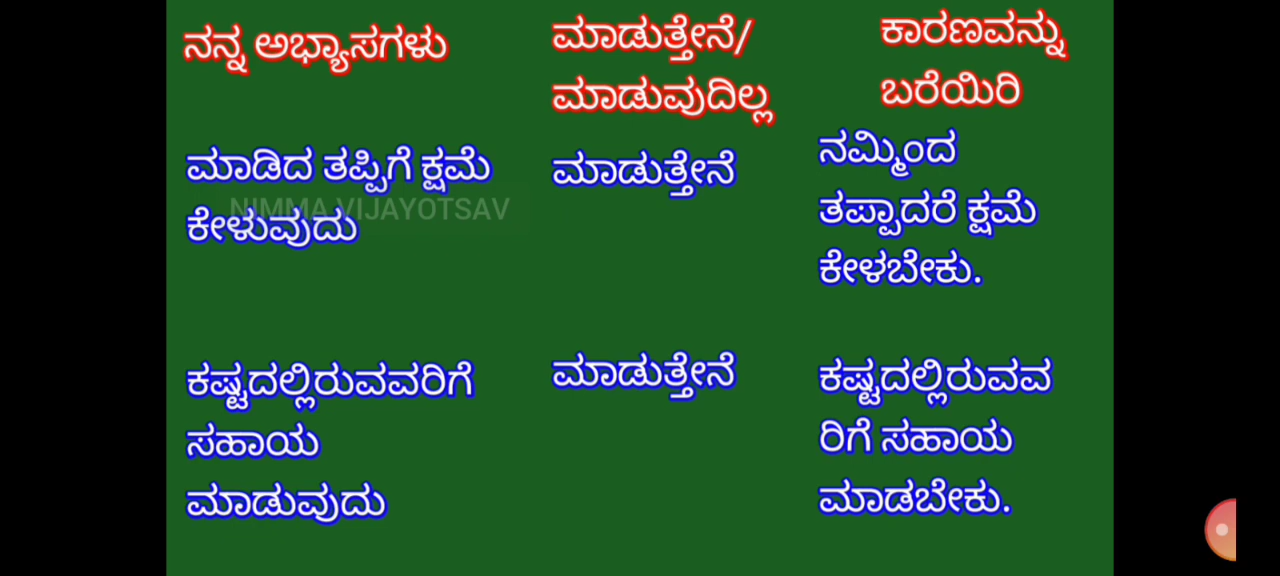 ನನ್ನ ಅಭ್ಯಾಸಗಳು
ಮಾಡುತ್ತೇನೆ/
ಮಾಡುವುದಿಲ್ಲ
ಕಾರಣವನ್ನು
ಬರೆಯಿರಿ
ಮಾಡಿದ ತಪ್ಪಿಗೆ ಕ್ಷಮೆ
ಕೇಳುವುದು
NIMMA VIJAYOTSAV
ಮಾಡುತ್ತೇನೆ
ನಮ್ಮಿಂದ
ತಪ್ಪಾದರೆ ಕ್ಷಮೆ
ಕೇಳಬೇಕು.
ಕಷ್ಟದಲ್ಲಿರುವವರಿಗೆ
ಸಹಾಯ
ಮಾಡುವುದು
ಮಾಡುತ್ತೇನೆ
ಕಷ್ಟದಲ್ಲಿರುವವ
ರಿಗೆ ಸಹಾಯ
ಮಾಡಬೇಕು.